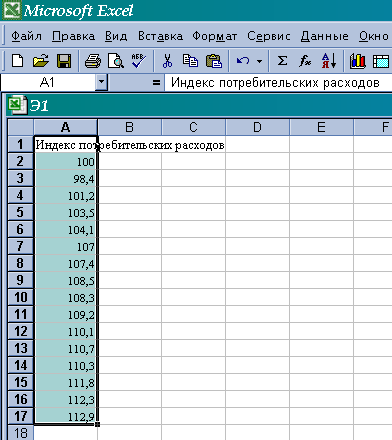 Microsoft Excel
Файл Правка Вид Вставка Формат Сервис Данные Окно
A1 = Индекс потребительских расходов
Э1
A B C D E F
1 Индекс потребительских расходов
2 100
3 98,4
4 101,2
5 103,5
6 104,1
7 107
8 107,4
9 108,5
10 108,3
11 109,2
12 110,1
13 110,7
14 110,3
15 111,8
16 112,3
17 112,9
18